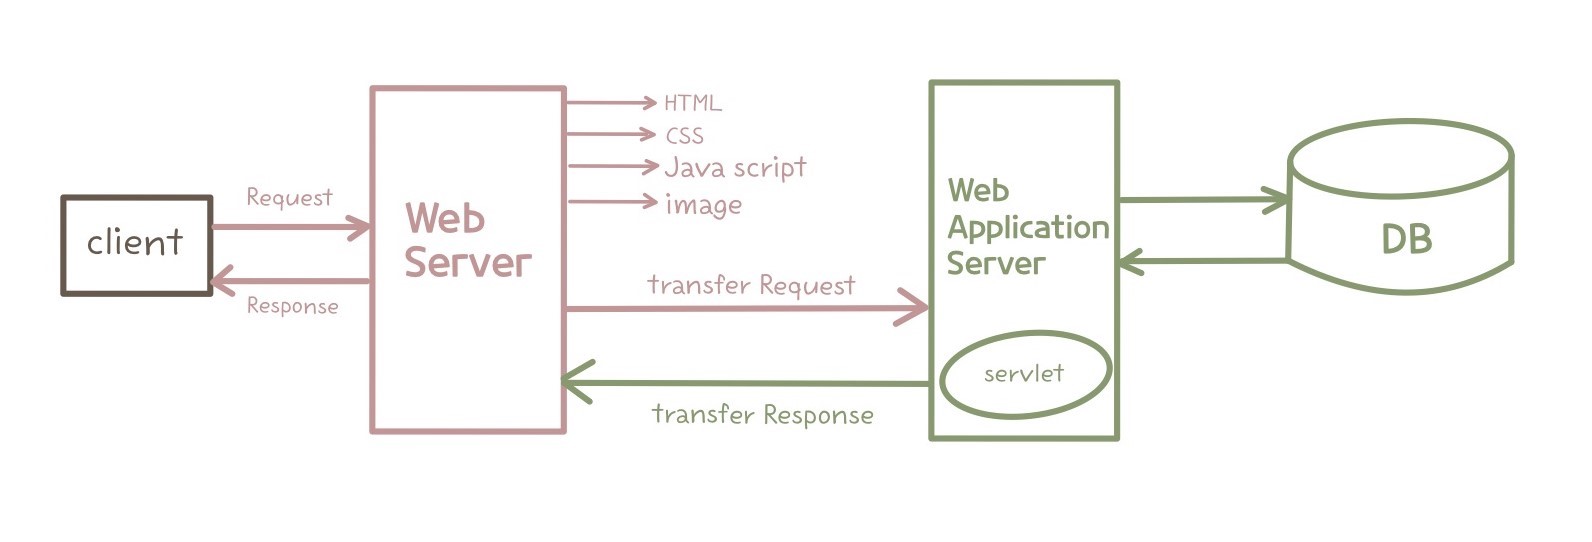 client
Request
Response
Web
Server
HTML
CSS
Java script
image
transfer Request
transfer Response
Web
Application
Server
servlet
DB